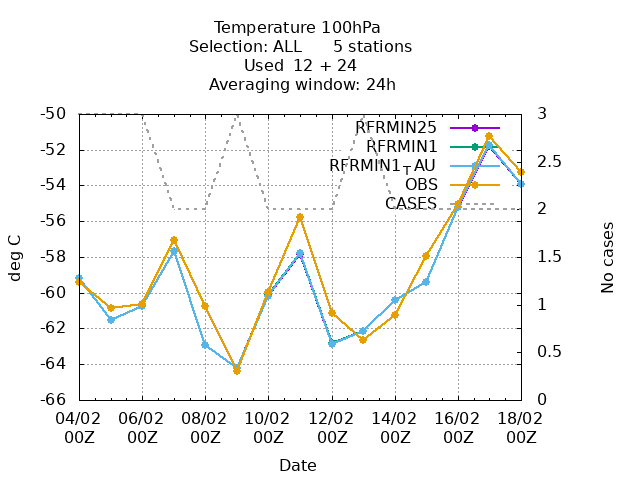 Temperature 100hPa
Selection: ALL 5 stations
Used 12 + 24
Averaging window: 24h
RFRMIN25
RFRMIN1
RFRMIN1_TAU
OBS
CASES
-50
-52
-54
-56
-58
-60
-62
-64
-66
deg C
3
2.5
2
1.5
1
0.5
0
No cases
04/02 06/02 08/02 10/02 12/02 14/02 16/02 18/02
00Z 00Z 00Z 00Z 00Z 00Z 00Z 00Z
Date